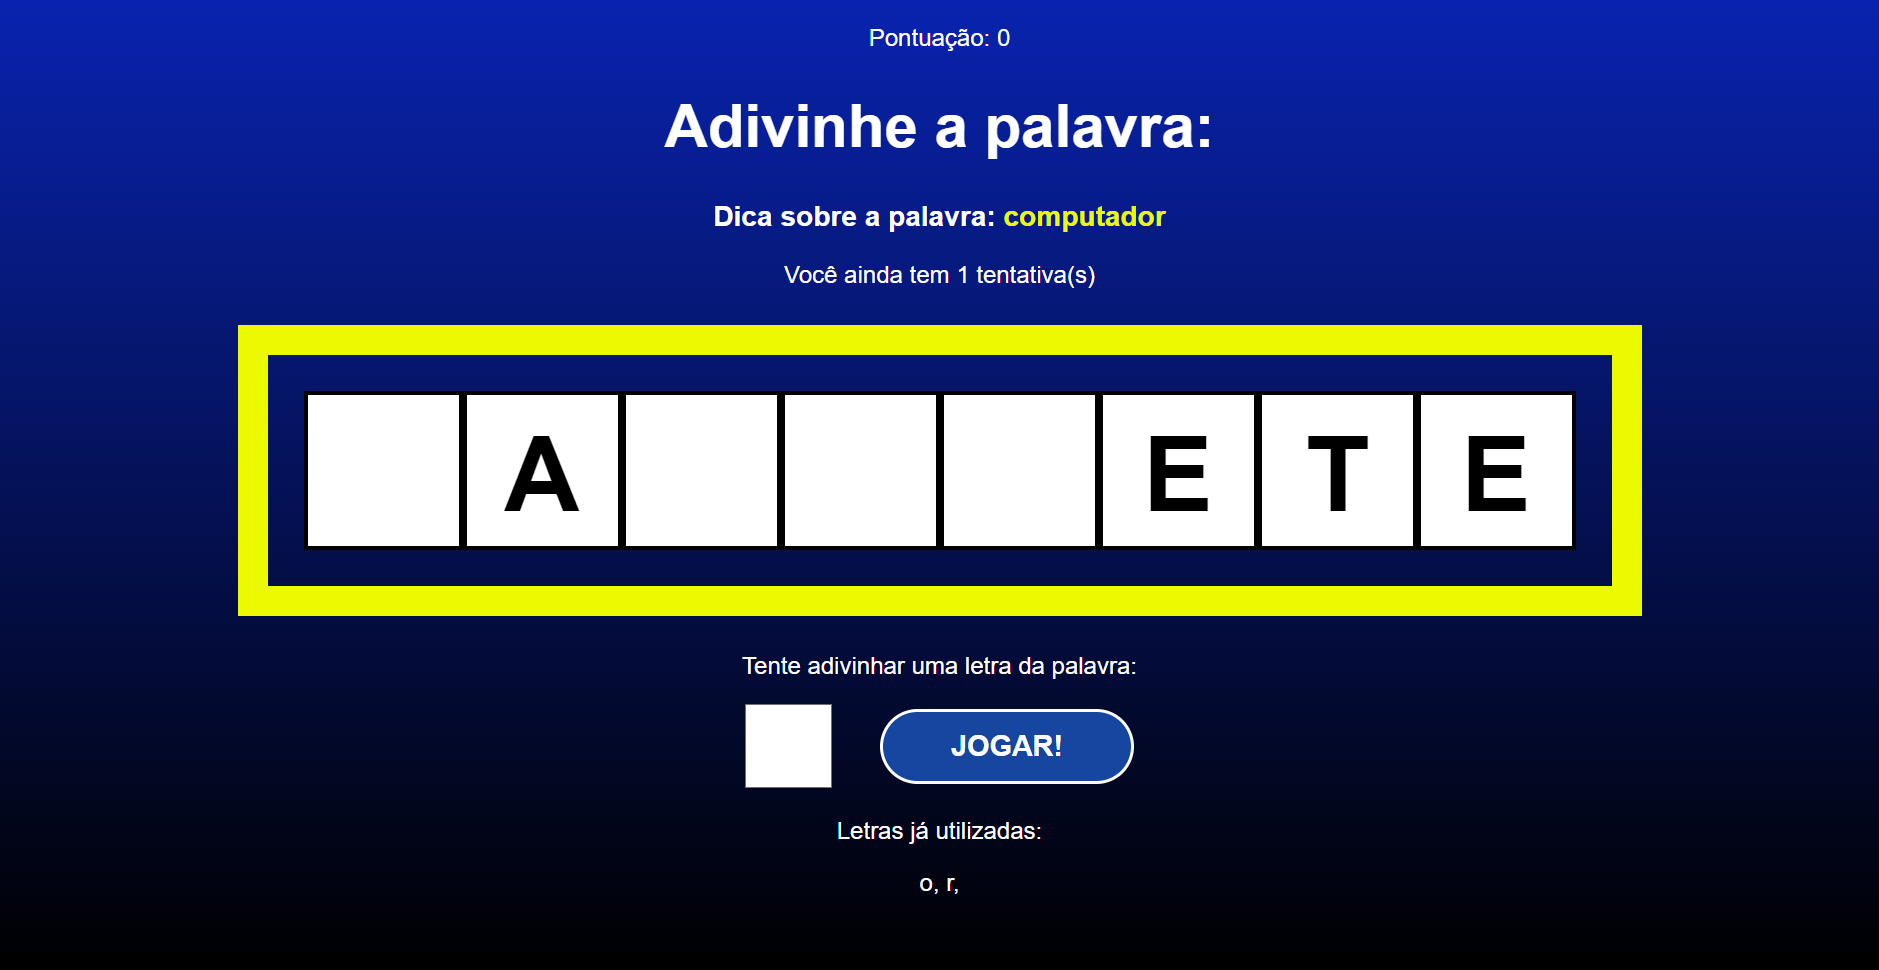 Pontuação: 0
Adivinhe a palavra:
Dica sobre a palavra: computador
Você ainda tem 1 tentativa(s)
A E T E
Tente adivinhar uma letra da palavra:
JOGAR!
Letras já utilizadas:
o, r,